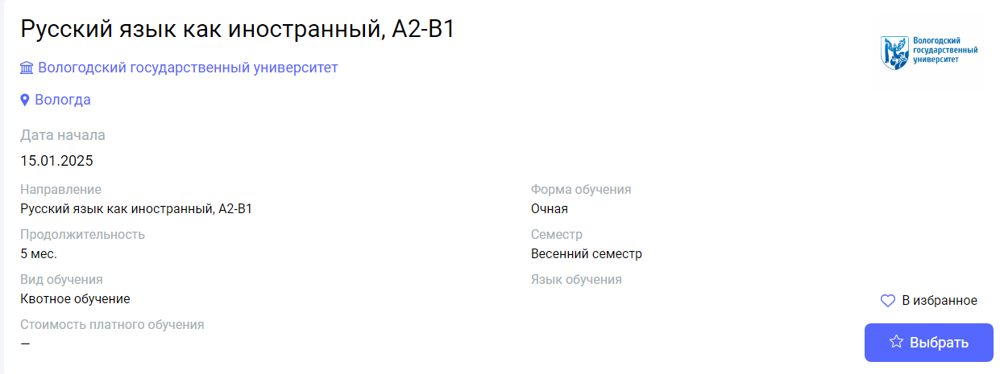 Русский язык как иностранный, А2-В1
Вологодский
государственный
университет
Вологодский государственный университет
Вологда
Дата начала
15.01.2025
Направление
Форма обучения
Русский язык как иностранный, А2-В1
Очная
Продолжительность
Семестр
5 мес.
Весенний семестр
Вид обучения
Язык обучения
Квотное обучение
В избранное
Стоимость платного обучения
—
Выбрать